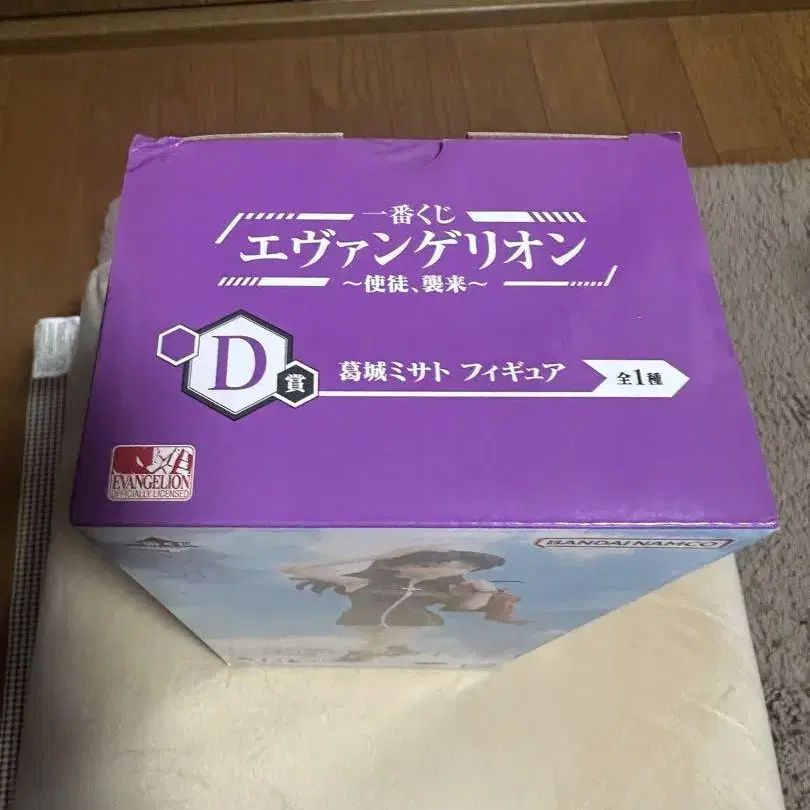 一番くじ
エヴァンゲリオン
～使徒、襲来～
D賞
葛城ミサト フィギュア
全1種
EVANGELION
OFFICIALLY LICENSED
BANDAI NAMCO